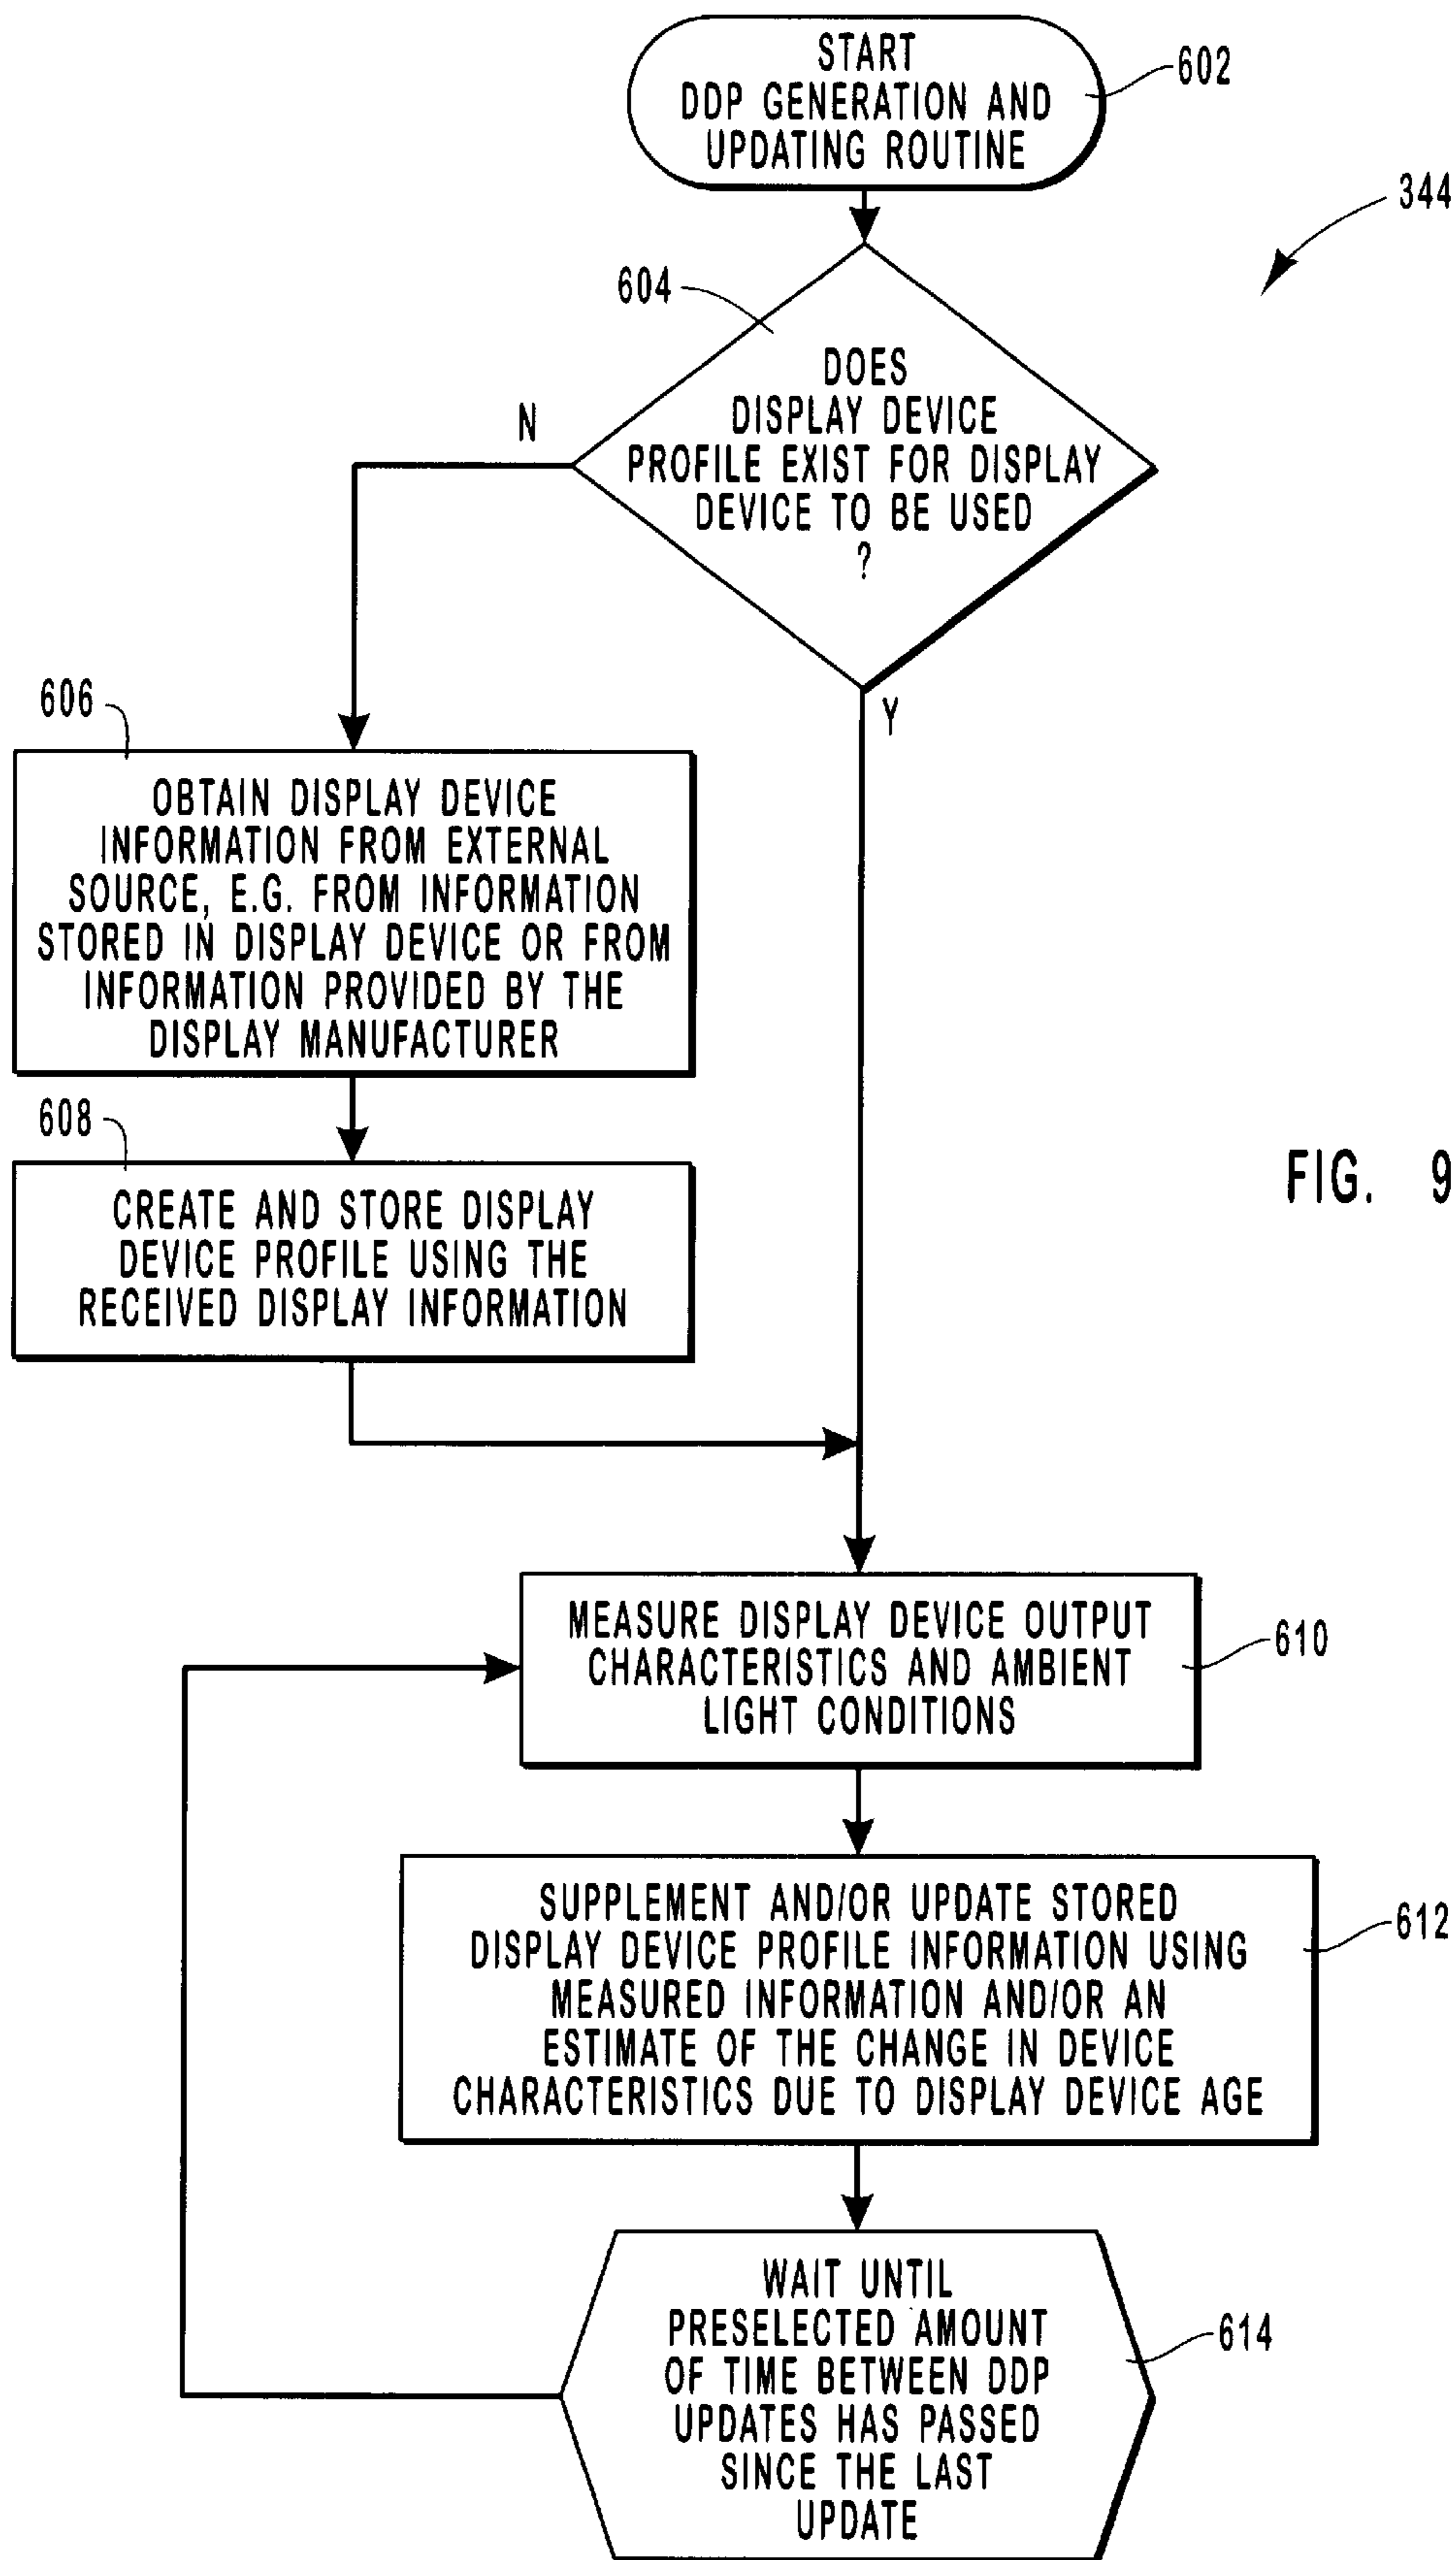 START
DDP GENERATION AND
UPDATING ROUTINE
602
344
604
DOES
DISPLAY DEVICE
PROFILE EXIST FOR DISPLAY
DEVICE TO BE USED
?
N
Y
606
OBTAIN DISPLAY DEVICE
INFORMATION FROM EXTERNAL
SOURCE, E.G. FROM INFORMATION
STORED IN DISPLAY DEVICE OR FROM
INFORMATION PROVIDED BY THE
DISPLAY MANUFACTURER
608
CREATE AND STORE DISPLAY
DEVICE PROFILE USING THE
RECEIVED DISPLAY INFORMATION
FIG. 9
MEASURE DISPLAY DEVICE OUTPUT
CHARACTERISTICS AND AMBIENT
LIGHT CONDITIONS
610
SUPPLEMENT AND/OR UPDATE STORED
DISPLAY DEVICE PROFILE INFORMATION USING
MEASURED INFORMATION AND/OR AN
ESTIMATE OF THE CHANGE IN DEVICE
CHARACTERISTICS DUE TO DISPLAY DEVICE AGE
612
WAIT UNTIL
PRESELECTED AMOUNT
OF TIME BETWEEN DDP
UPDATES HAS PASSED
SINCE THE LAST
UPDATE
614